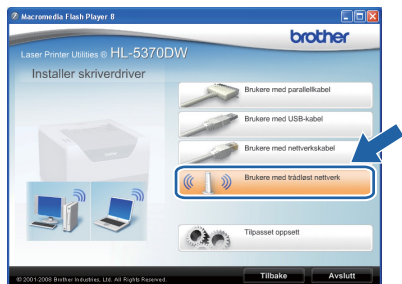 Macromedia Flash Player 8
brother
Laser Printer Utilities ® HL-5370DW
Installer skriverdriver
Brukere med parallellkabel
Brukere med USB-kabel
Brukere med nettverkskabel
Brukere med trådløst nettverk
Tilpasset oppsett
© 2001-2008 Brother Industries, Ltd. All Rights Reserved.
Tilbake
Avslutt